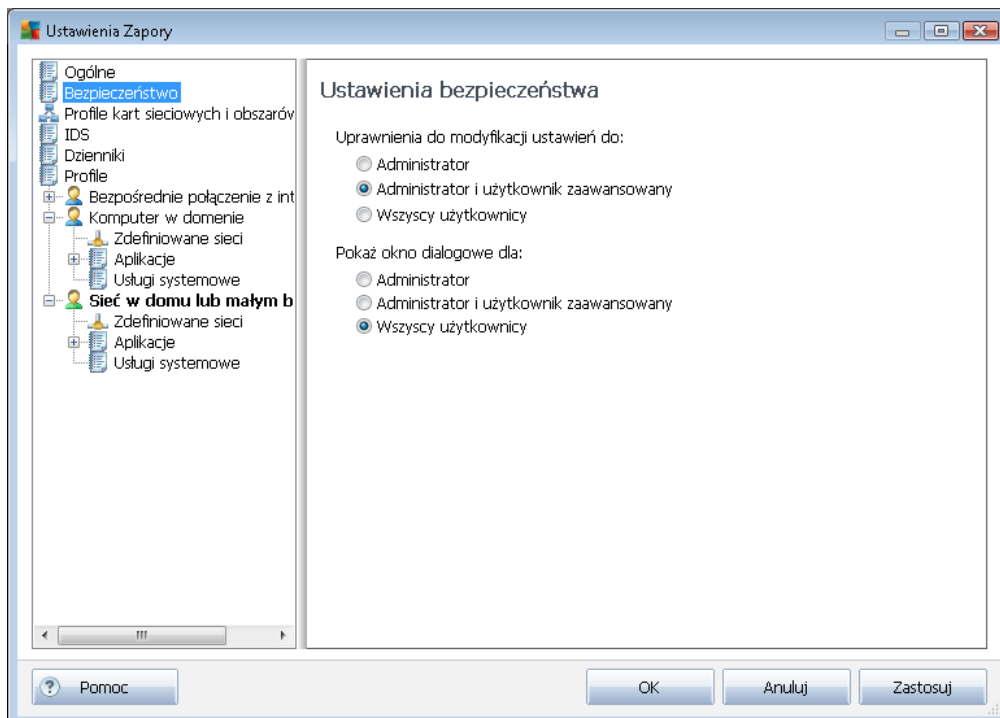 Ustawienia Zapory
Ogólne
Bezpieczeństwo
Profile kart sieciowych i obszarów
IDS
Dzienniki
Profile
Bezpośrednie połączenie z int
Komputer w domenie
Zdefiniowane sieci
Aplikacje
Usługi systemowe
Sieć w domu lub małym b
Zdefiniowane sieci
Aplikacje
Usługi systemowe
Ustawienia bezpieczeństwa
Uprawnienia do modyfikacji ustawień do:
Administrator
Administrator i użytkownik zaawansowany
Wszyscy użytkownicy
Pokaż okno dialogowe dla:
Administrator
Administrator i użytkownik zaawansowany
Wszyscy użytkownicy
? Pomoc
OK
Anuluj
Zastosuj